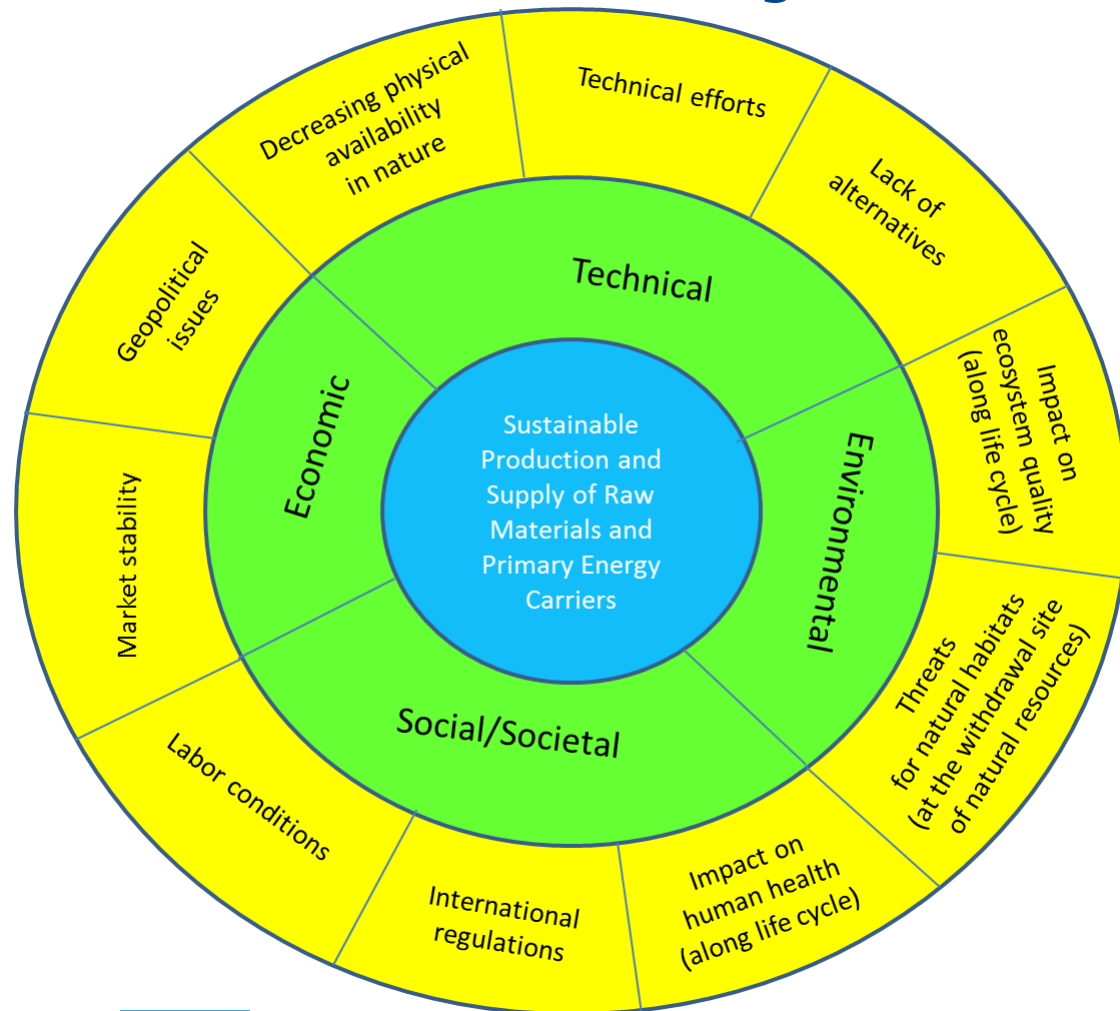 Decreasing physical
availability
in nature
Technical efforts
Lack of
alternatives
Geopolitical
issues
Technical
Impact on
ecosystem quality
(along life cycle)
Economic
Sustainable
Production and
Supply of Raw
Materials and
Primary Energy
Carriers
Environmental
Market stability
Threats
for natural habitats
(at the withdrawal site
of natural resources)
Social/Societal
Labor conditions
International
regulations
Impact on
human health
(along life cycle)